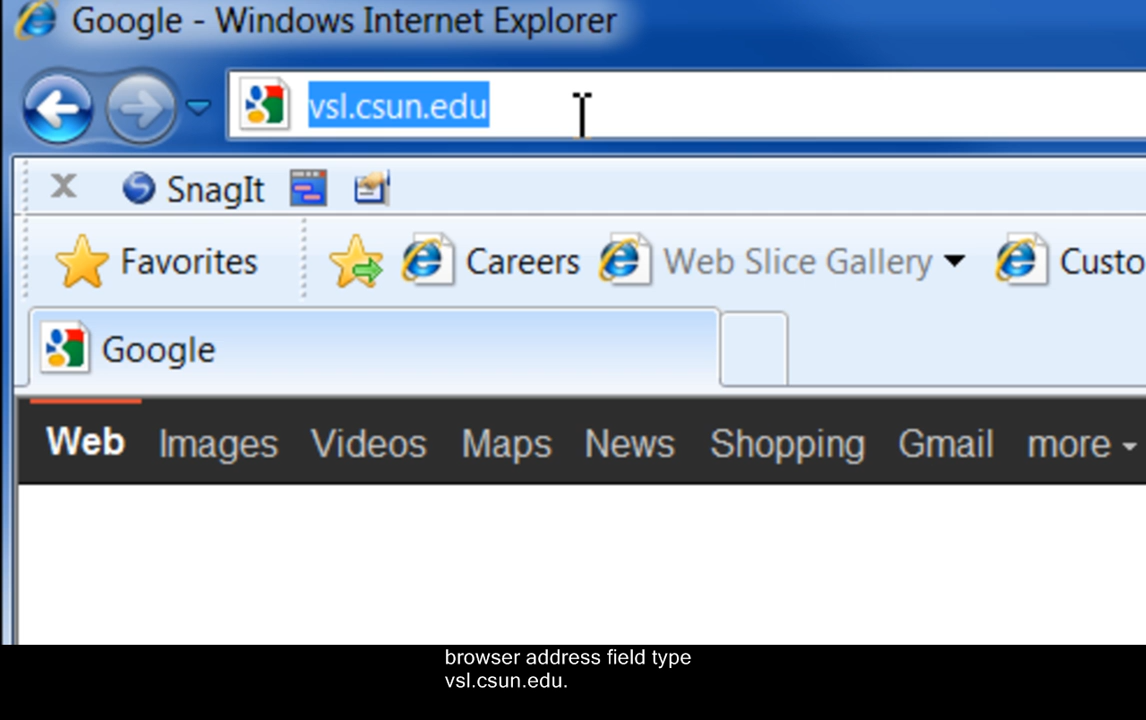 Google - Windows Internet Explorer
vsl.csun.edu
X SnagIt
Favorites Careers Web Slice Gallery Custo
Google
Web Images Videos Maps News Shopping Gmail more
browser address field type
vsl.csun.edu.